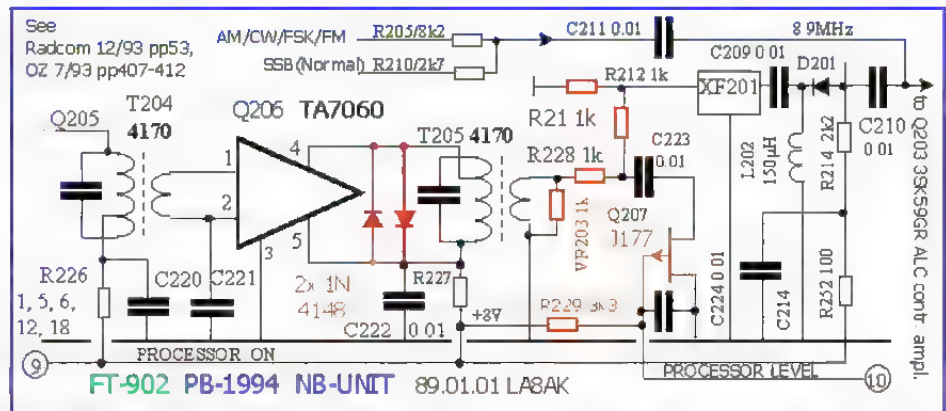 See
Radcom 12/93 pp53,
OZ 7/93 pp407-412
AM/CW/FSK/FM
R205/8k2
SSB(Normal) R210/2k7
C211 0.01
8.9MHz
C209 0.01
D201
R212 1k
XF201
Q205
T204
4170
Q206 TA7060
T205 4170
R21 1k
C223
0.01
R228 1k
L202
150µH
R214 2k2
C210
0.01
to Q203 3SK59GR ALC contr. ampl.
1
2
3
4
5
VR203 1k
Q207
J177
R226
1, 5, 6,
12, 18
C220
C221
2x 1N
4148
R227
C222 0.01
+8V
R229 3k3
C224 0.01
C214
R232 100
PROCESSOR ON
PROCESSOR LEVEL
9
10
FT-902 PB-1994 NB-UNIT 89.01.01 LA8AK